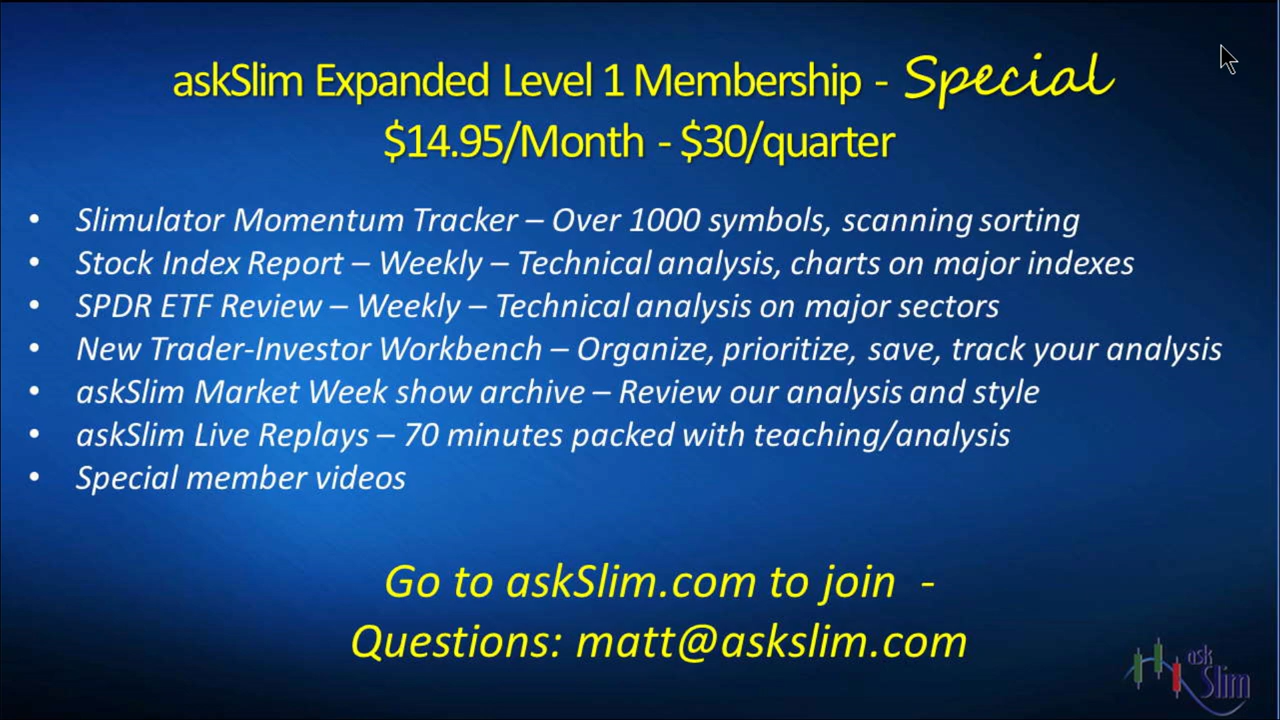 askSlim Expanded Level 1 Membership - Special
$14.95/Month - $30/quarter
• Slimulator Momentum Tracker – Over 1000 symbols, scanning sorting
• Stock Index Report – Weekly – Technical analysis, charts on major indexes
• SPDR ETF Review – Weekly – Technical analysis on major sectors
• New Trader-Investor Workbench – Organize, prioritize, save, track your analysis
• askSlim Market Week show archive – Review our analysis and style
• askSlim Live Replays – 70 minutes packed with teaching/analysis
• Special member videos
Go to askSlim.com to join -
Questions: matt@askslim.com
ask
Slim